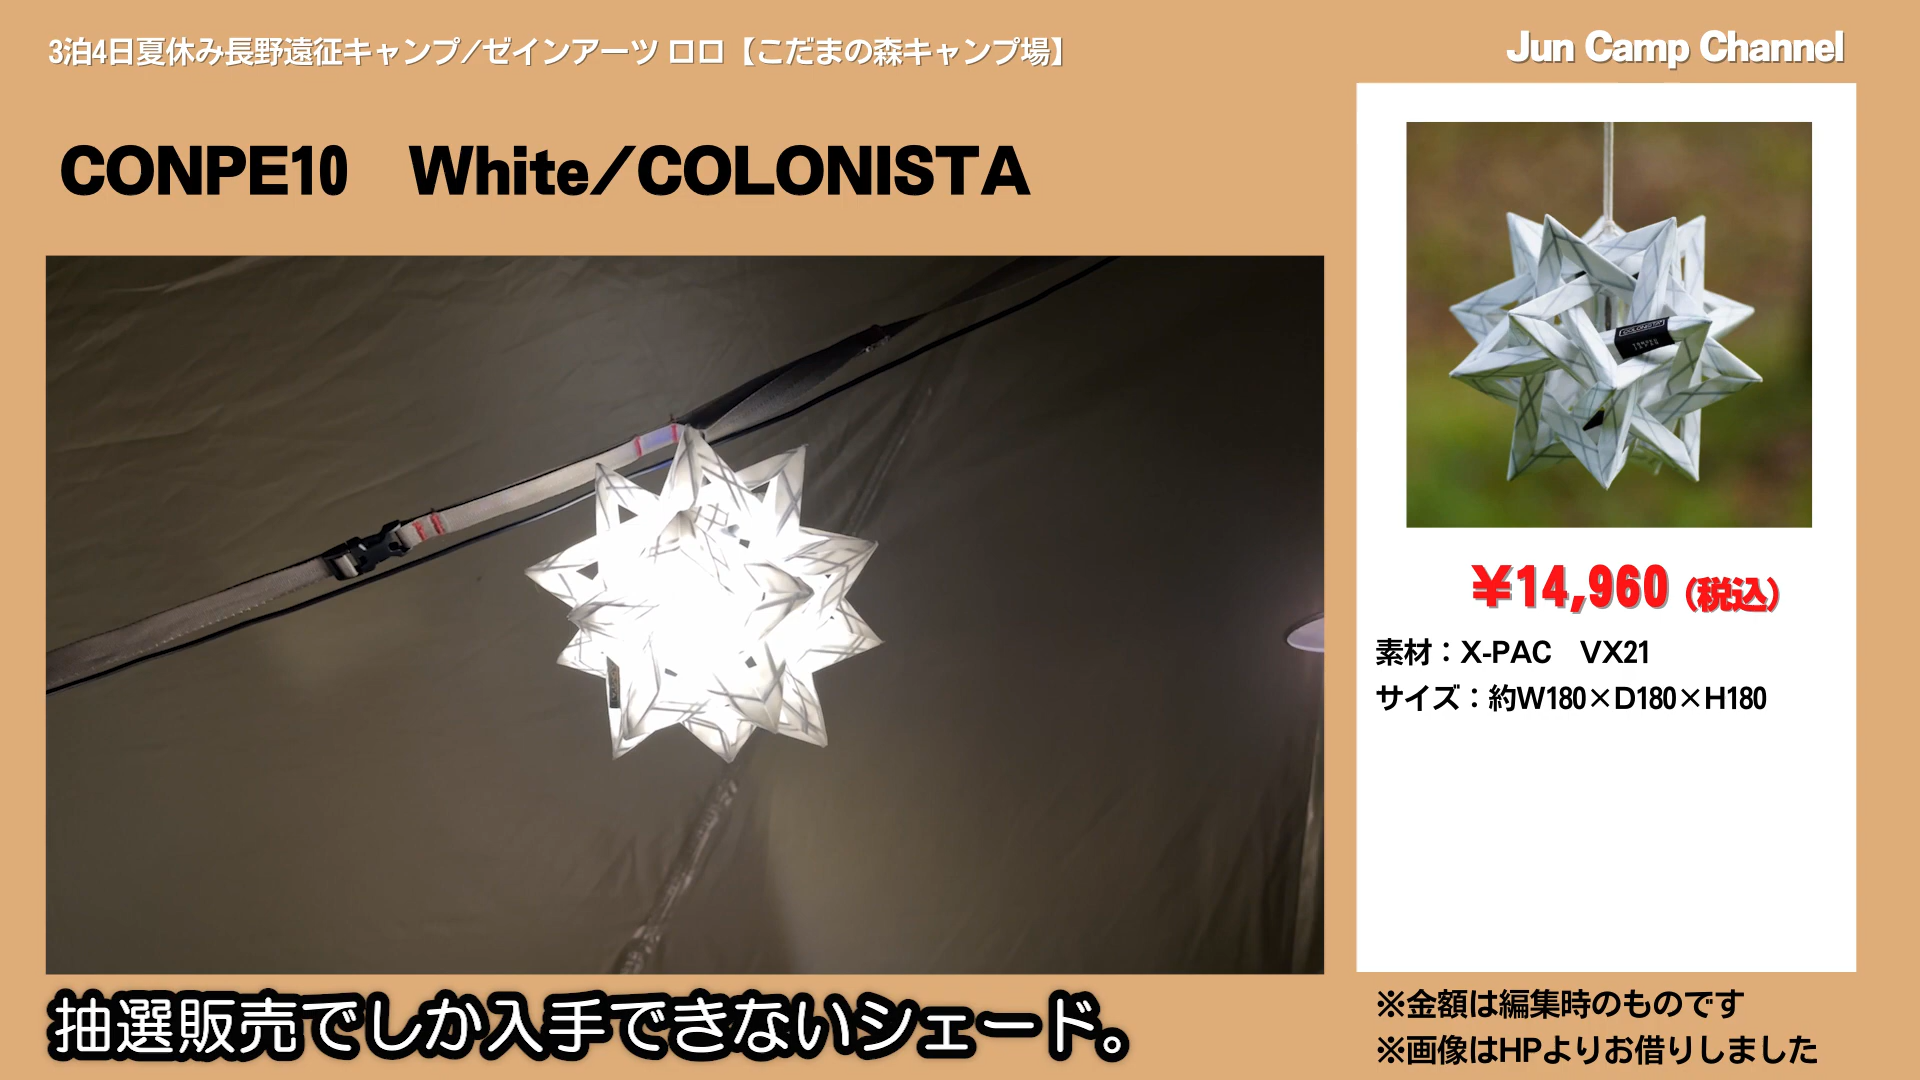 3泊4日夏休み長野遠征キャンプ/ゼインアーツ ロロ【こだまの森キャンプ場】
Jun Camp Channel
CONPE10　White/COLONISTA
COLONISTA
￥14,960（税込）
素材：X-PAC　VX21
サイズ：約W180×D180×H180
抽選販売でしか入手できないシェード。
※金額は編集時のものです
※画像はHPよりお借りしました